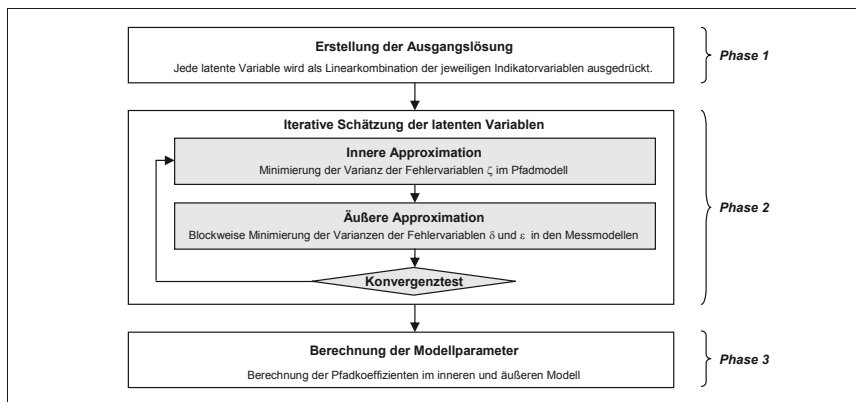 Erstellung der Ausgangslösung
Jede latente Variable wird als Linearkombination der jeweiligen Indikatorvariablen ausgedrückt.
Phase 1
Iterative Schätzung der latenten Variablen
Innere Approximation
Minimierung der Varianz der Fehlervariablen ζ im Pfadmodell
Äußere Approximation
Blockweise Minimierung der Varianzen der Fehlervariablen δ und ε in den Messmodellen
Konvergenztest
Phase 2
Berechnung der Modellparameter
Berechnung der Pfadkoeffizienten im inneren und äußeren Modell
Phase 3